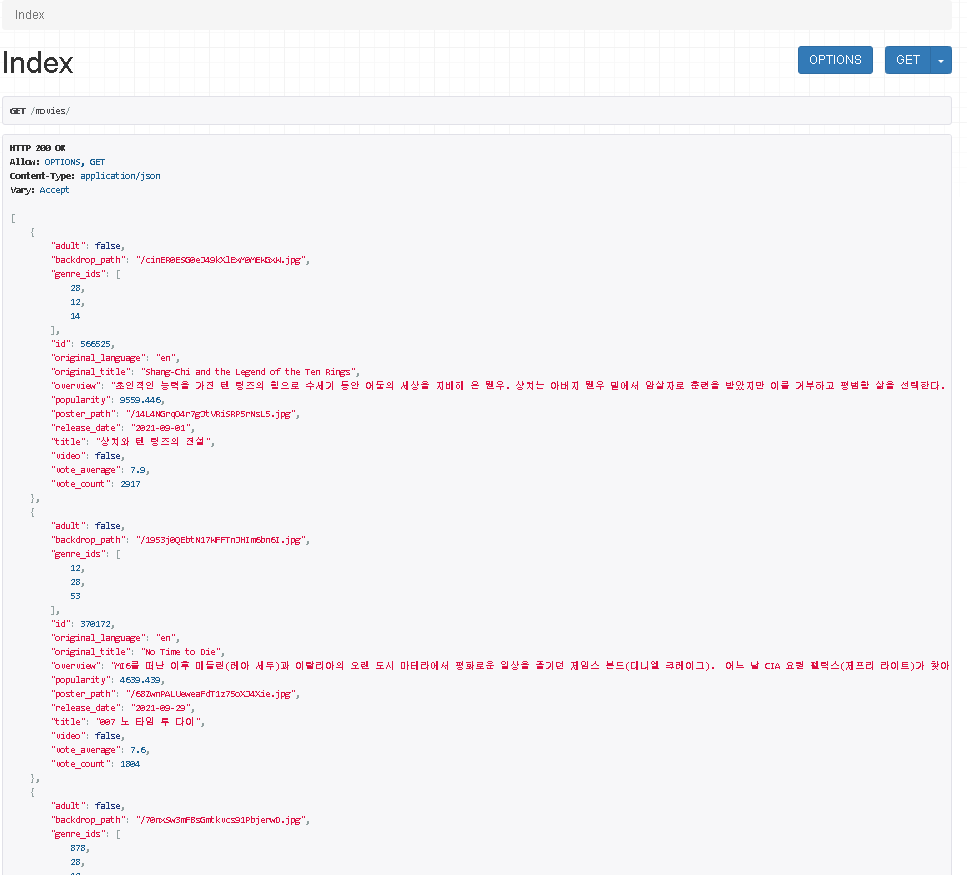 Index
Index
OPTIONS
GET
GET /movies/
HTTP 200 OK
Allow: OPTIONS, GET
Content-Type: application/json
Vary: Accept
[
{
"adult": false,
"backdrop_path": "/cinER0ESG0eJ49kXlExM0MEWGxW.jpg",
"genre_ids": [
28,
12,
14
],
"id": 566525,
"original_language": "en",
"original_title": "Shang-Chi and the Legend of the Ten Rings",
"overview": "초인적인 능력을 가진 텐 링즈의 힘으로 수세기 동안 어둠의 세상을 지배해 온 웬우. 샹치는 아버지 웬우 밑에서 암살자로 훈련을 받았지만 이를 거부하고 평범함 삶을 선택한다.
"popularity": 9559.446,
"poster_path": "/14L4NGrqO4r7gJtVRiSRP5rNsL5.jpg",
"release_date": "2021-09-01",
"title": "샹치와 텐 링즈의 전설",
"video": false,
"vote_average": 7.9,
"vote_count": 2917
},
{
"adult": false,
"backdrop_path": "/1953j0QEbtN17WFFTnJHIm6bn6I.jpg",
"genre_ids": [
12,
28,
53
],
"id": 370172,
"original_language": "en",
"original_title": "No Time to Die",
"overview": "MI6를 떠난 이후 마들렌(레아 세두)과 이탈리아의 오랜 도시 마테라에서 평화로운 일상을 즐기던 제임스 본드(다니엘 크레이그). 어느 날 CIA 요원 펠릭스(제프리 라이트)가 찾아
"popularity": 4639.439,
"poster_path": "/68ZwnPALUeweaFdT1z75oXJ4Xie.jpg",
"release_date": "2021-09-29",
"title": "007 노 타임 투 다이",
"video": false,
"vote_average": 7.6,
"vote_count": 1804
},
{
"adult": false,
"backdrop_path": "/70nxSw3mFBsGmtkvcs91PbjerwD.jpg",
"genre_ids": [
878,
28,